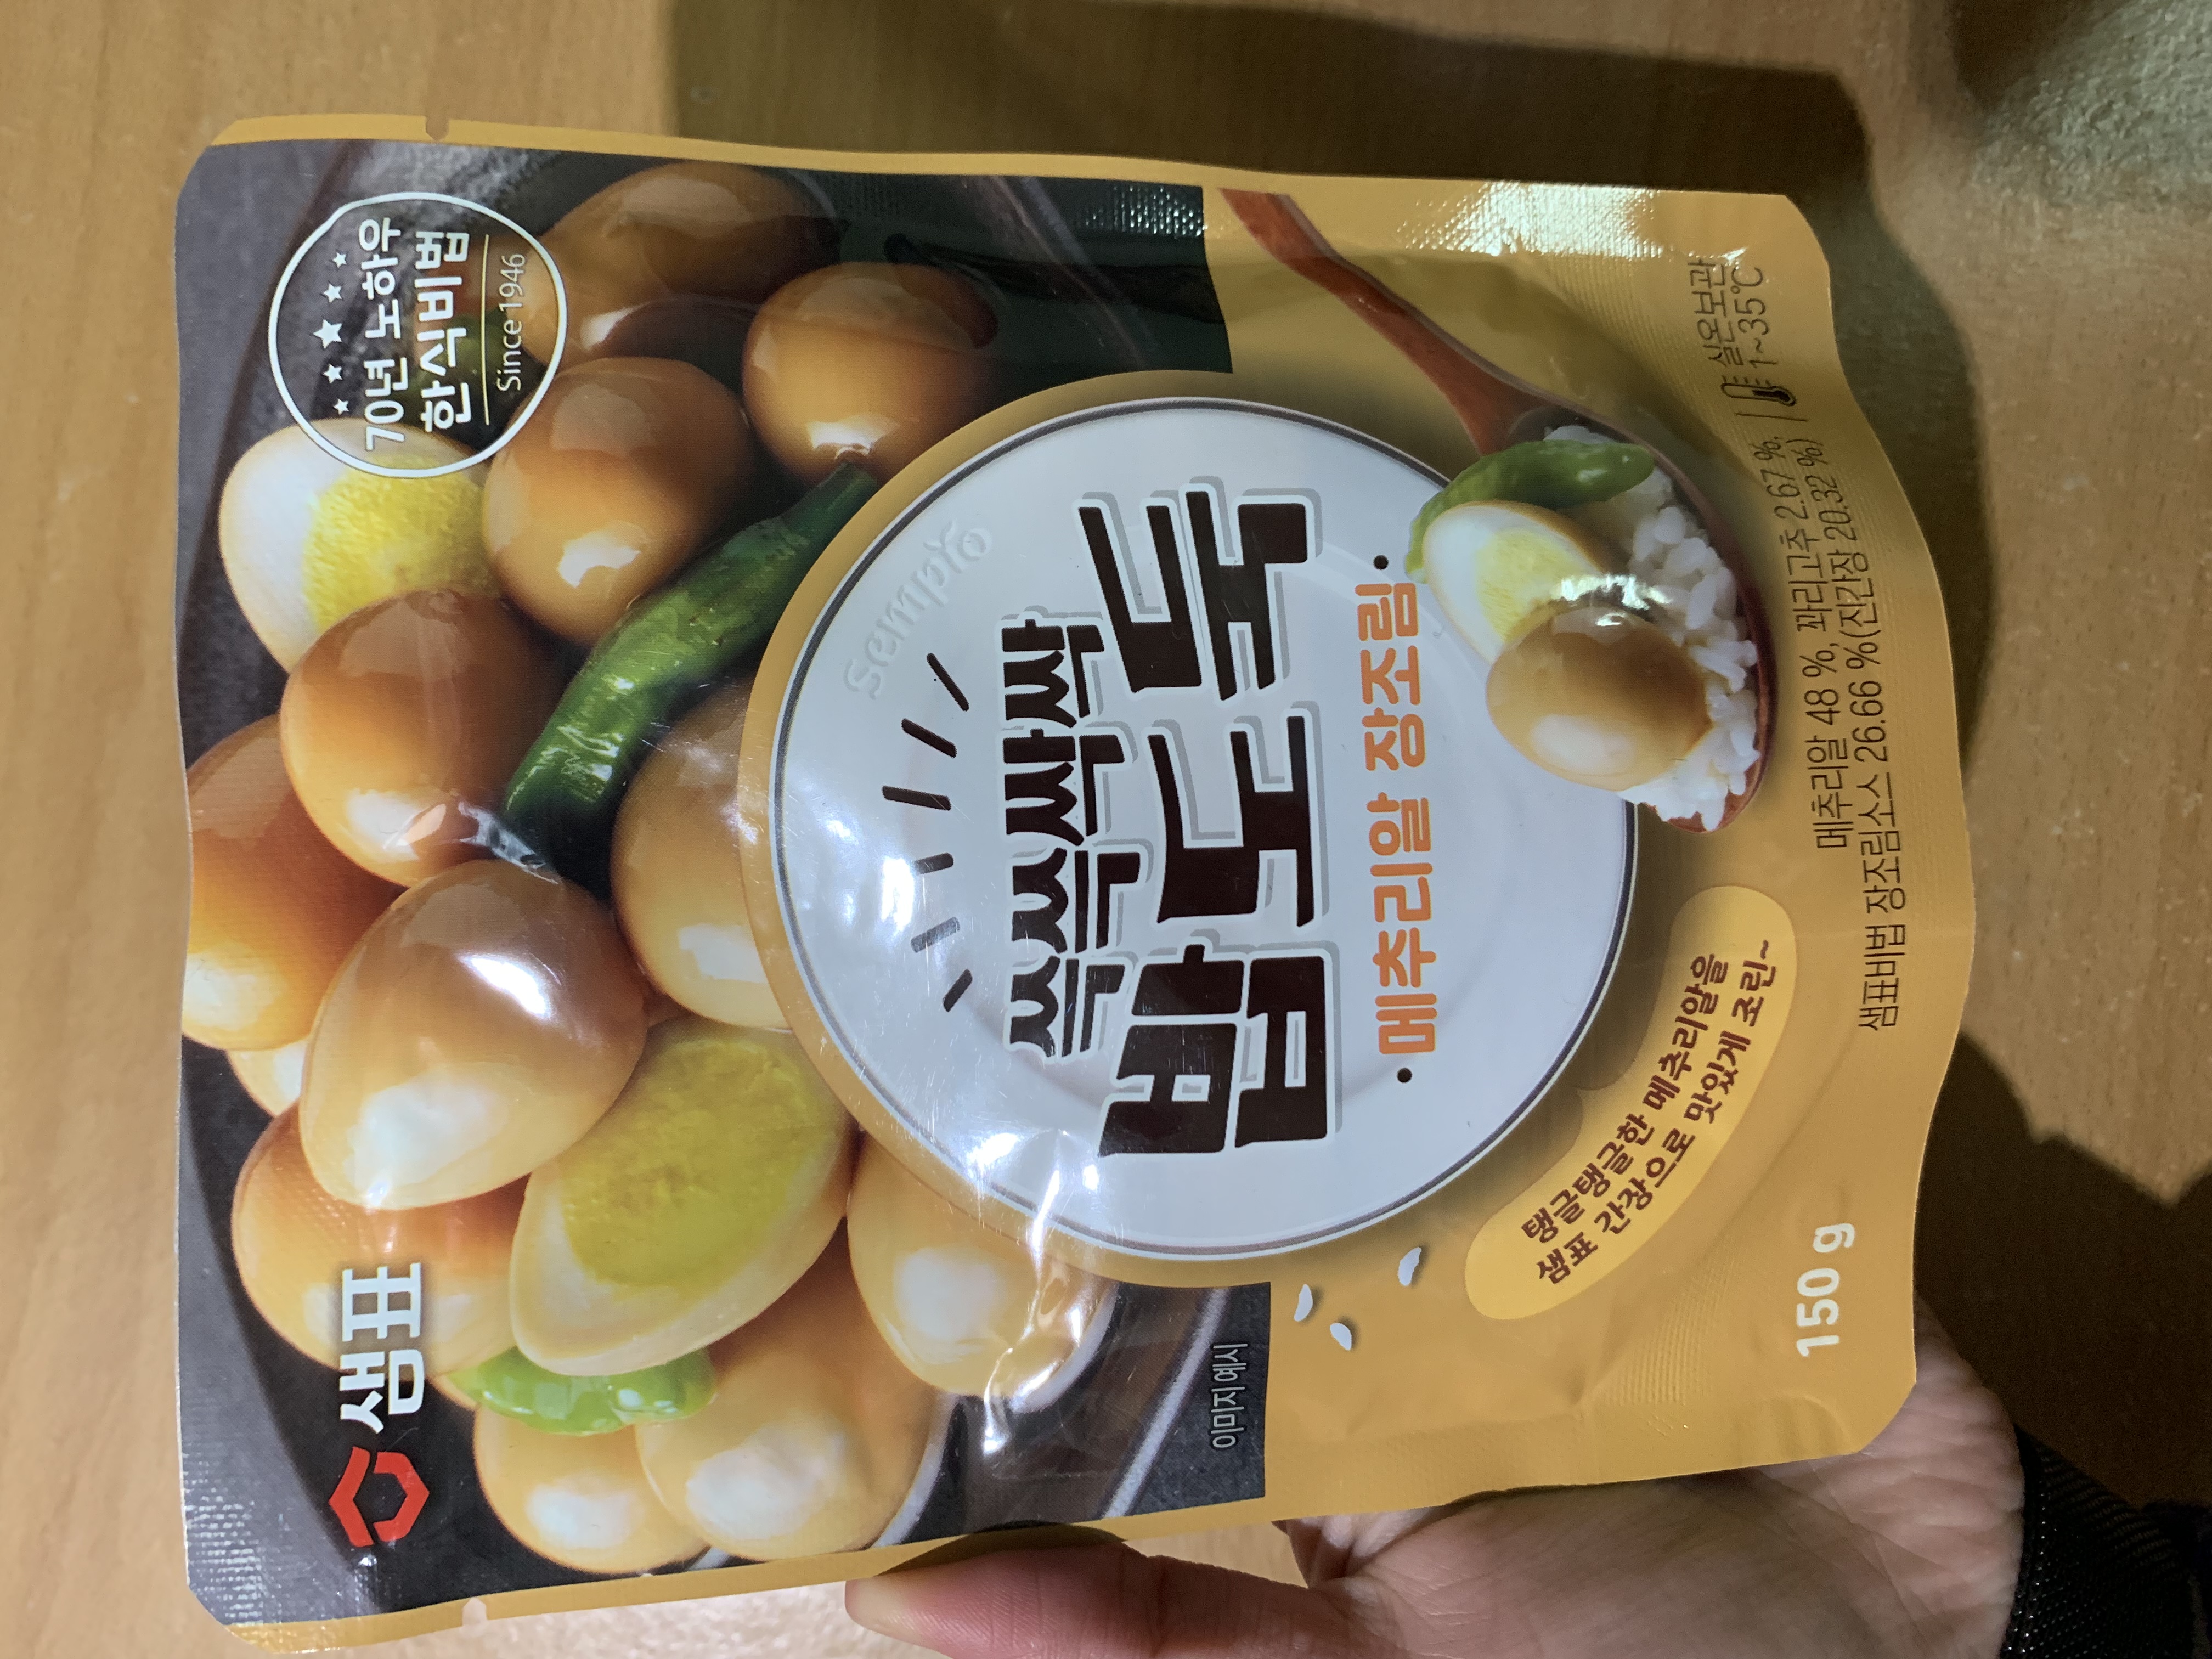 샘표
70년 노하우
한식비법
Since 1946
sempio
쓱쓱싹싹
밥도둑
메추리알 장조림
이미지예시
탱글탱글한 메추리알을
샘표 간장으로 맛있게 조린~
150 g
메추리알 48 %, 꽈리고추 2.67 %,
샘표비법 장조림소스 26.66 %(진간장 20.32 %)
실온보관
1~35℃